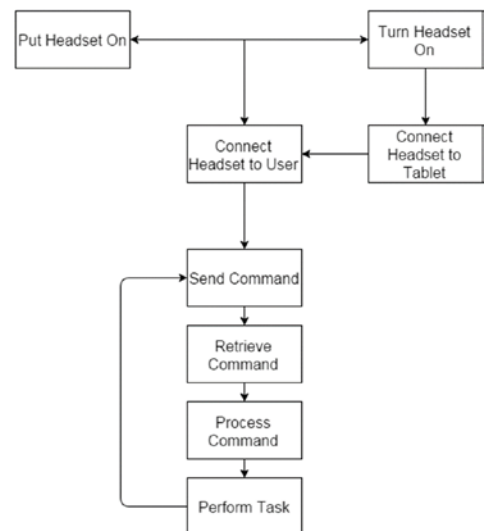 Put Headset On
Turn Headset
On
Connect
Headset to User
Connect
Headset to
Tablet
Send Command
Retrieve
Command
Process
Command
Perform Task